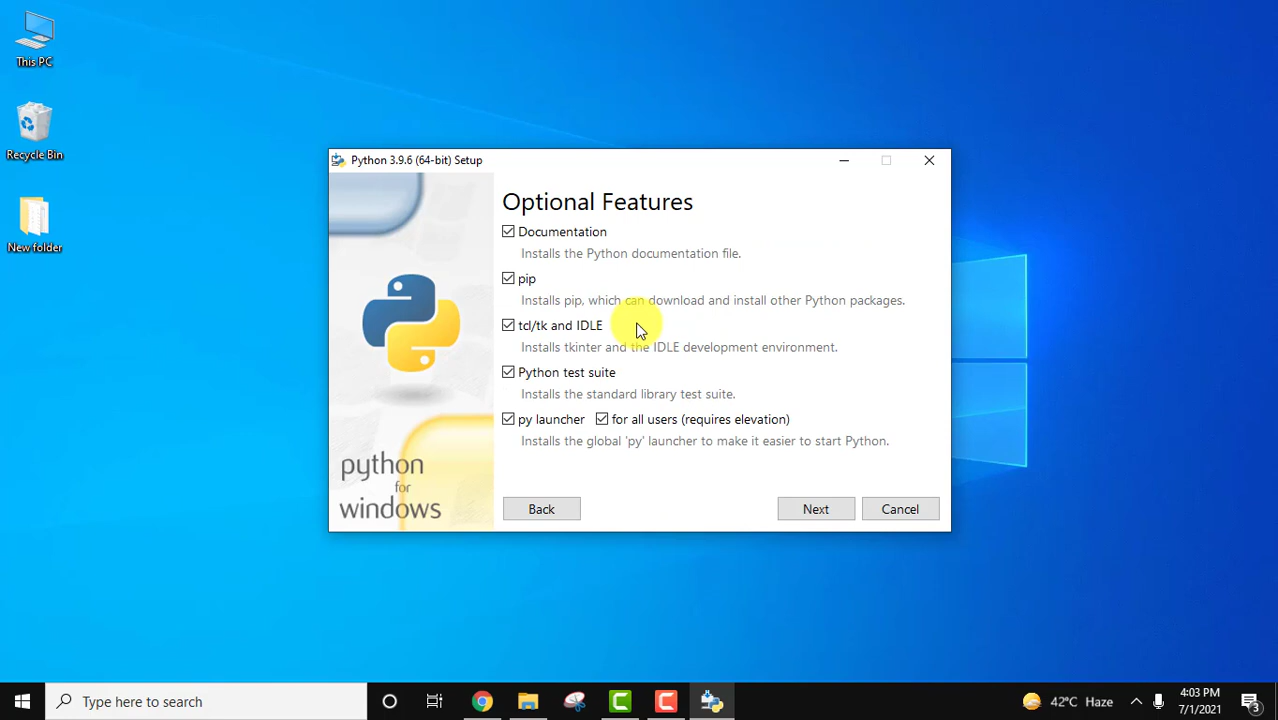 This PC
Recycle Bin
New folder
Python 3.9.6 (64-bit) Setup
Optional Features
Documentation
Installs the Python documentation file.
pip
Installs pip, which can download and install other Python packages.
tcl/tk and IDLE
Installs tkinter and the IDLE development environment.
Python test suite
Installs the standard library test suite.
py launcher for all users (requires elevation)
Installs the global 'py' launcher to make it easier to start Python.
python
for
windows
Back
Next
Cancel
Type here to search
C
C
42°C Haze
4:03 PM
7/1/2021
3